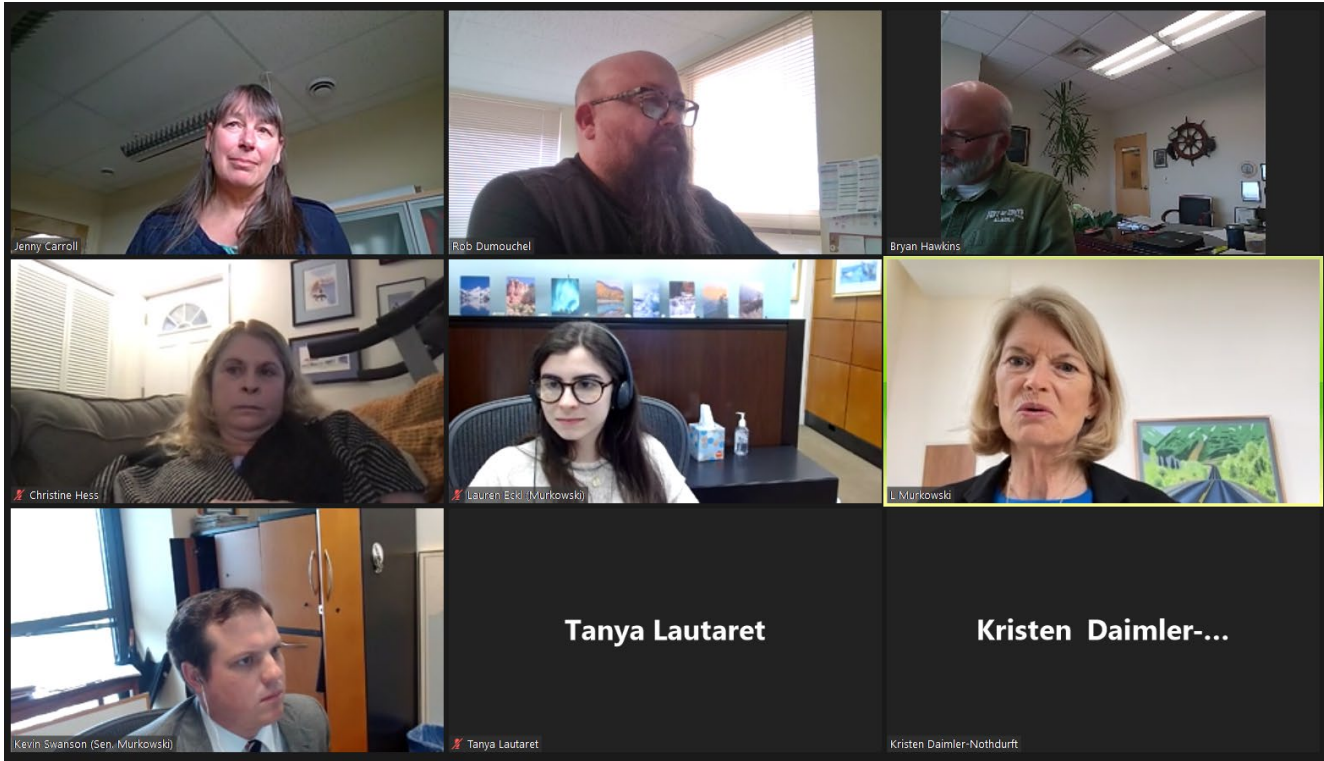 Jenny Carroll
Rob Dumouchel
Bryan Hawkins
Christine Hess
Lauren Eckl (Murkowski)
L Murkowski
Kevin Swanson (Sen. Murkowski)
Tanya Lautaret
Tanya Lautaret
Kristen Daimler-...
Kristen Daimler-Nothdurft